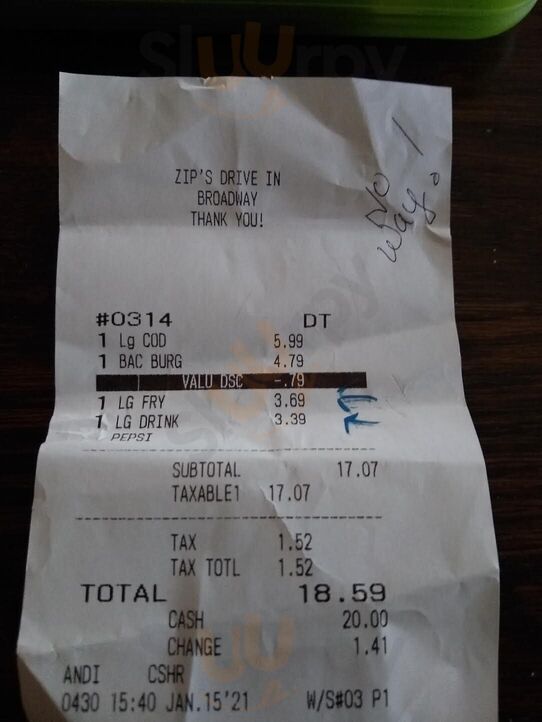 Slurpy
No
way!
ZIP'S DRIVE IN
BROADWAY
THANK YOU!
#0314 DT
1 Lg COD 5.99
1 BAC BURG 4.79
VALU DSC -.79
1 LG FRY 3.69
1 LG DRINK 3.39
PEPSI
SUBTOTAL 17.07
TAXABLE1 17.07
TAX 1.52
TAX TOTL 1.52
TOTAL 18.59
CASH 20.00
CHANGE 1.41
ANDI CSHR
0430 15:40 JAN.15'21 W/S#03 P1